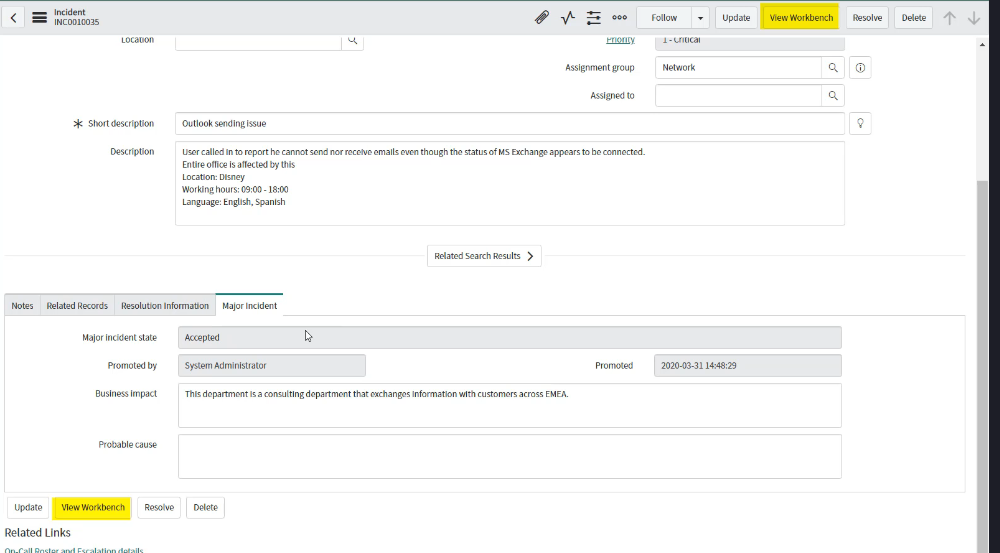 Incident
INC0010035
Follow
Update
View Workbench
Resolve
Delete
Location
Priority
1 - Critical
Assignment group
Network
Assigned to
Short description
Outlook sending issue
Description
User called in to report he cannot send nor receive emails even though the status of MS Exchange appears to be connected.
Entire office is affected by this
Location: Disney
Working hours: 09:00 - 18:00
Language: English, Spanish
Related Search Results
Notes
Related Records
Resolution Information
Major Incident
Major incident state
Accepted
Promoted by
System Administrator
Promoted
2020-03-31 14:48:29
Business impact
This department is a consulting department that exchanges information with customers across EMEA.
Probable cause
Update
View Workbench
Resolve
Delete
Related Links
On-Call Roster and Escalation details